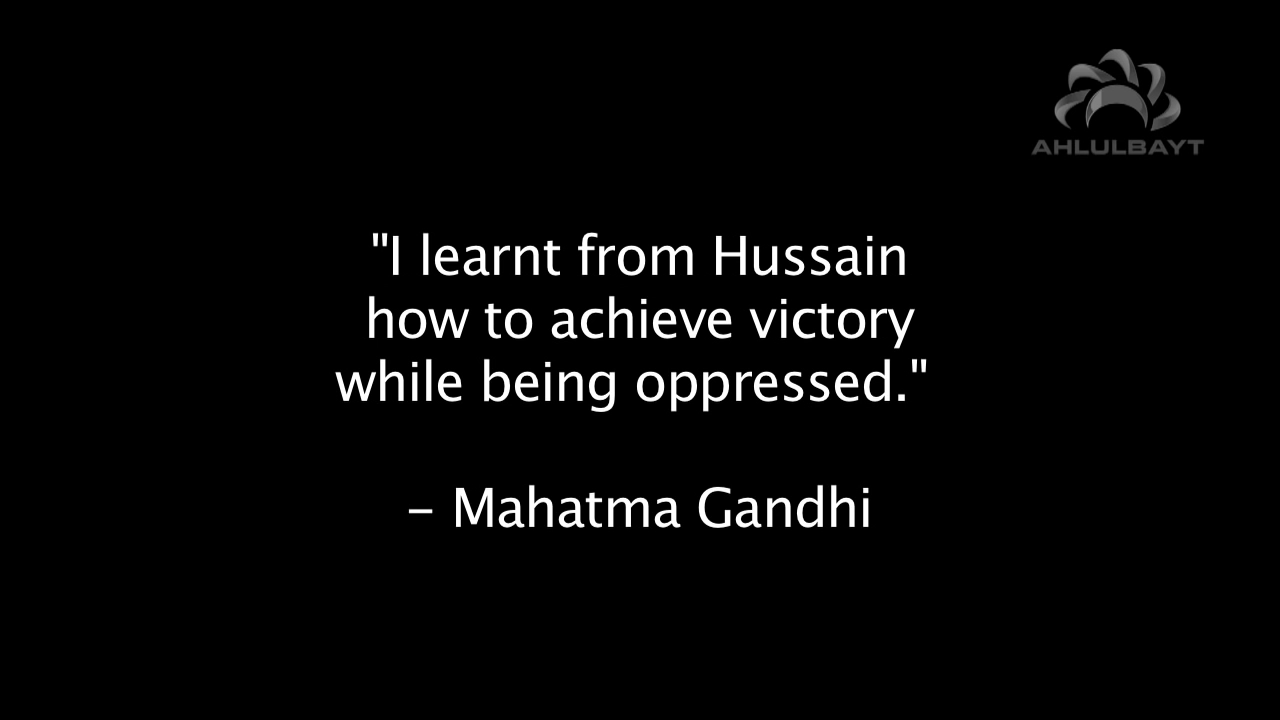 AHLULBAYT
"I learnt from Hussain
how to achieve victory
while being oppressed."
– Mahatma Gandhi